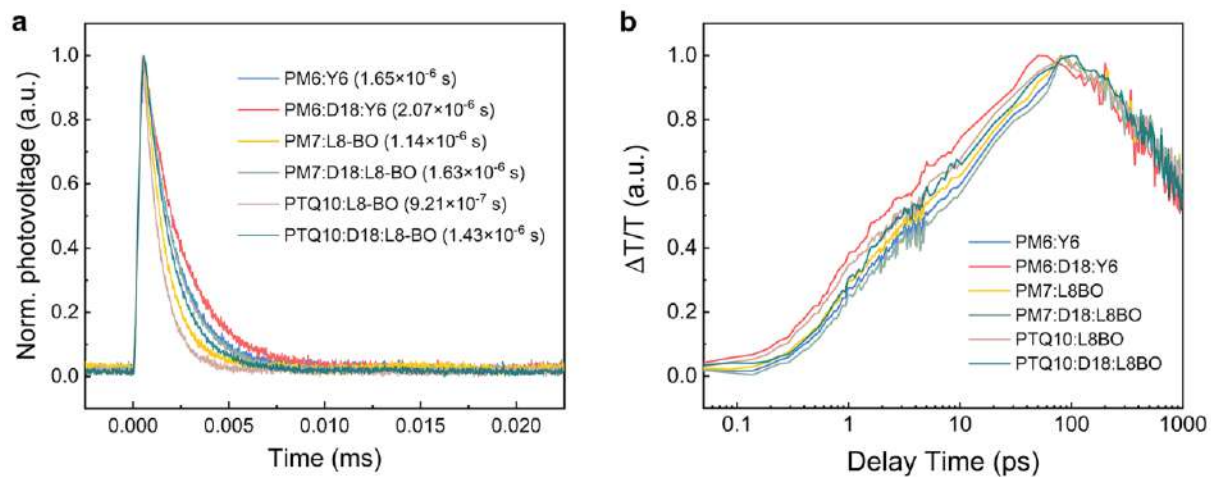 a
Norm. photovoltage (a.u.)
1.0
0.8
0.6
0.4
0.2
0.0
PM6:Y6 (1.65×10⁻⁶ s)
PM6:D18:Y6 (2.07×10⁻⁶ s)
PM7:L8-BO (1.14×10⁻⁶ s)
PM7:D18:L8-BO (1.63×10⁻⁶ s)
PTQ10:L8-BO (9.21×10⁻⁷ s)
PTQ10:D18:L8-BO (1.43×10⁻⁶ s)
0.000 0.005 0.010 0.015 0.020
Time (ms)
b
ΔT/T (a.u.)
1.0
0.8
0.6
0.4
0.2
0.0
PM6:Y6
PM6:D18:Y6
PM7:L8BO
PM7:D18:L8BO
PTQ10:L8BO
PTQ10:D18:L8BO
0.1 1 10 100 1000
Delay Time (ps)